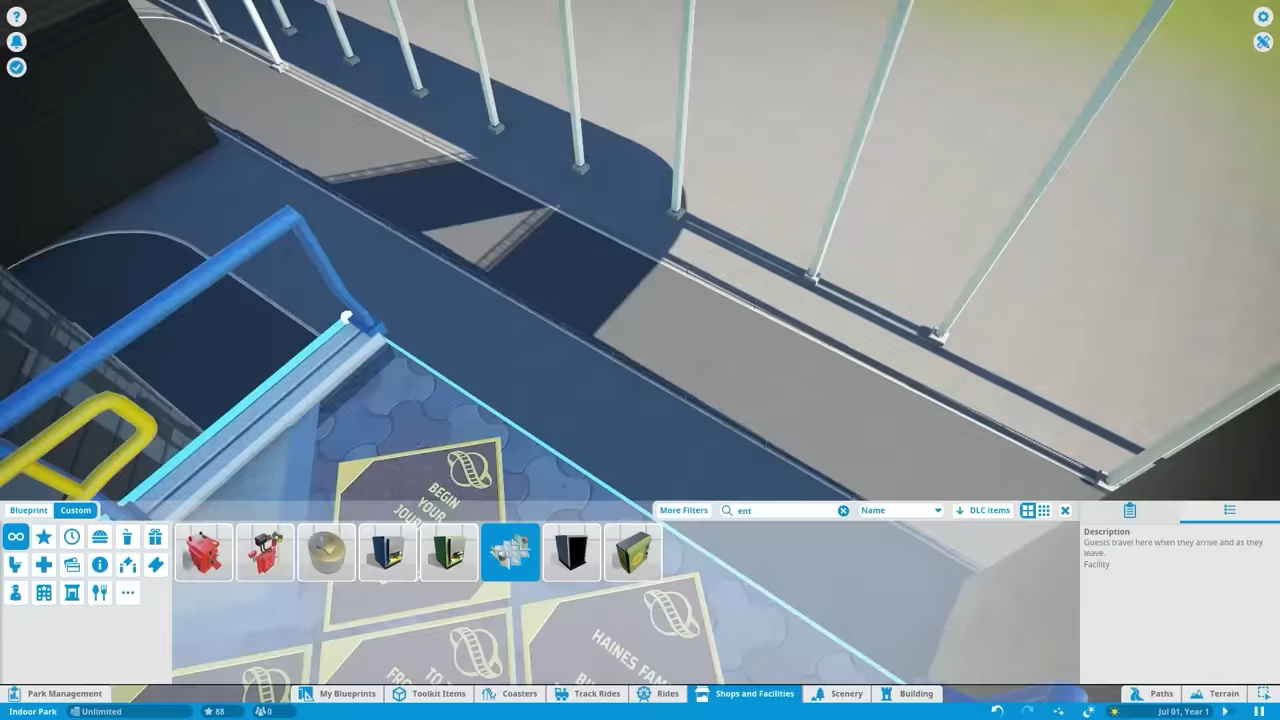 BEGIN
YOUR
HAINES FAM
TO
Blueprint
Custom
More Filters
ent
Name
DLC items
Description
Guests travel here when they arrive and as they
leave.
Facility
Park Management
My Blueprints
Toolkit Items
Coasters
Track Rides
Rides
Shops and Facilities
Scenery
Building
Paths
Terrain
Indoor Park
Unlimited
88
0
Jul 01, Year 1